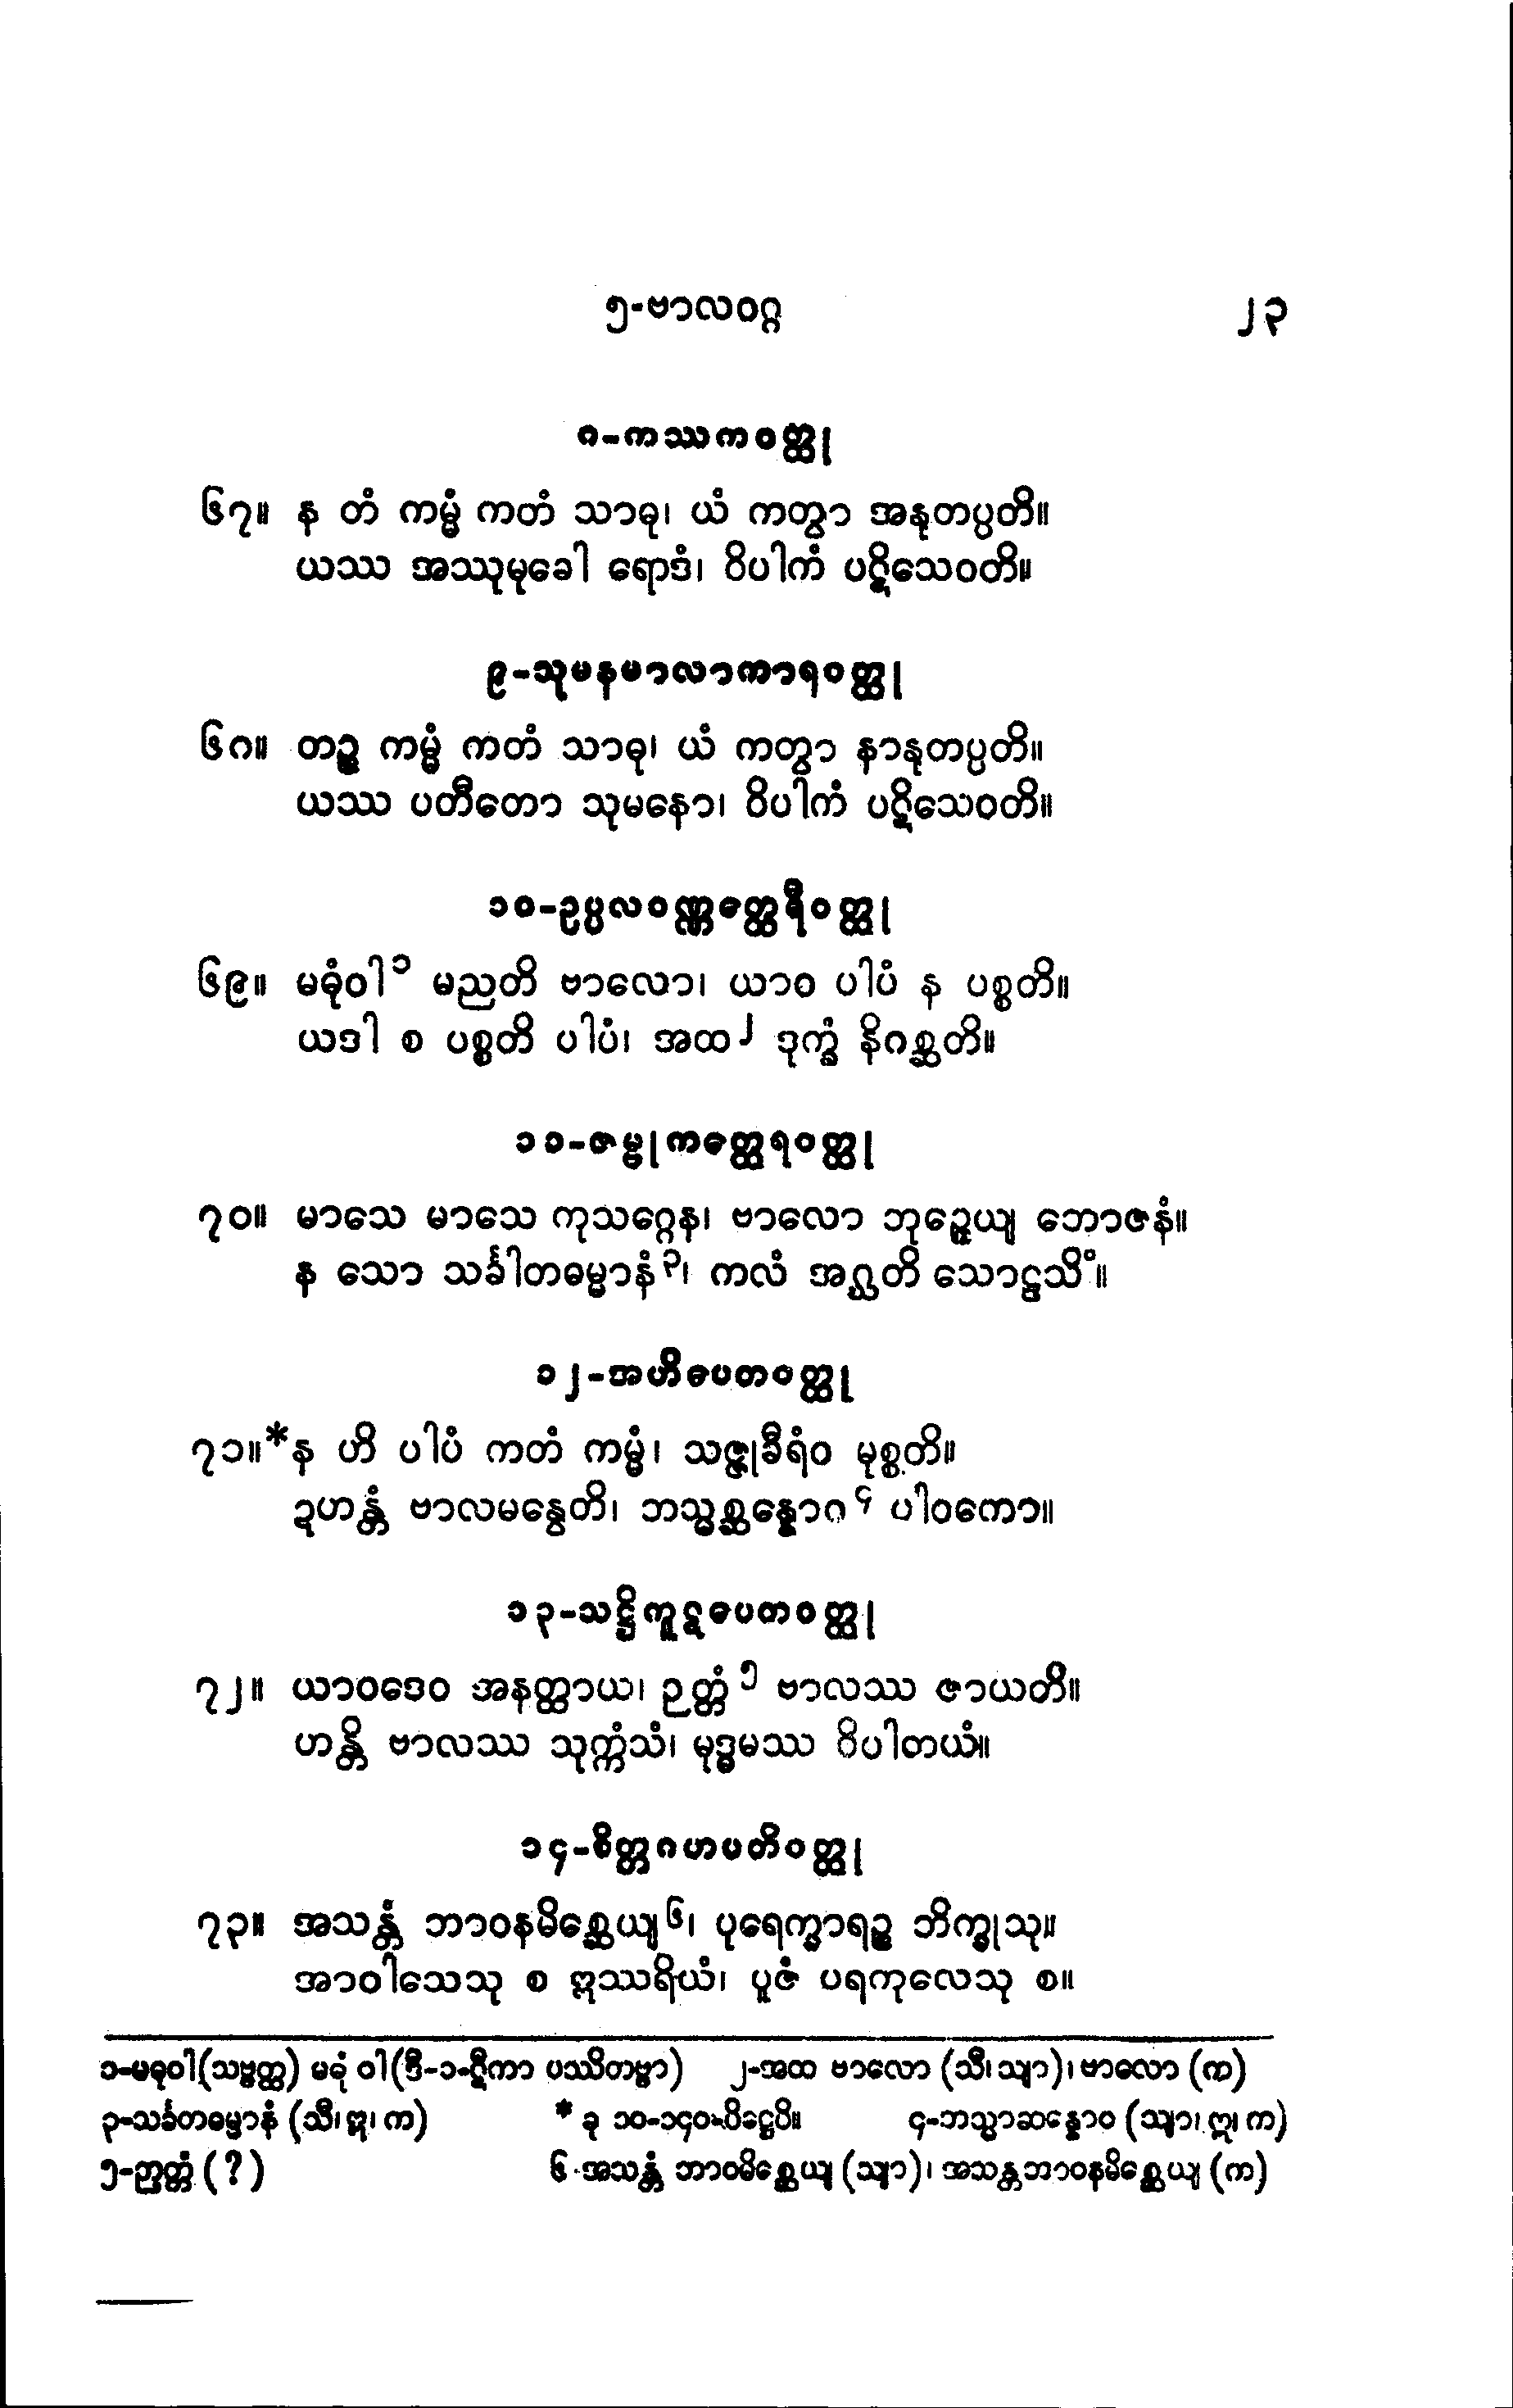 ၅-ဗာလဝဂ္ဂ ၂၃
၈-ကဿကဝတ္ထု
၆၇။ န တံ ကမ္မံ ကတံ သာဓု၊ ယံ ကတွာ အနုတပ္ပတိ။
ယဿ အဿုမုခေါ ရောဒံ၊ ဝိပါကံ ပဋိသေဝတိ။
၉-သုမနမာလာကာရဝတ္ထု
၆၈။ တဉ္စ ကမ္မံ ကတံ သာဓု၊ ယံ ကတွာ နာနုတပ္ပတိ။
ယဿ ပတီတော သုမနော၊ ဝိပါကံ ပဋိသေဝတိ။
၁၀-ဥပ္ပလဝဏ္ဏတ္ထေရီဝတ္ထု
၆၉။ မဓုံဝါ၁ မညတိ ဗာလော၊ ယာဝ ပါပံ န ပစ္စတိ။
ယဒါ စ ပစ္စတိ ပါပံ၊ အထ၂ ဒုက္ခံ နိဂစ္ဆတိ။
၁၁-ဇမ္ဗုကတ္ထေရဝတ္ထု
၇၀။ မာသေ မာသေ ကုသဂ္ဂေန၊ ဗာလော ဘုဉ္ဇေယျ ဘောဇနံ။
န သော သင်္ခါတဓမ္မာနံ၃၊ ကလံ အဂ္ဃတိ သောဠသိံ။
၁၂-အဟိပေတဝတ္ထု
၇၁။*န ဟိ ပါပံ ကတံ ကမ္မံ၊ သဇ္ဇုခီရံဝ မုစ္စတိ။
ဍဟန္တံ ဗာလမနွေတိ၊ ဘသ္မစ္ဆန္နောဂ၄ ပါဝကော။
၁၃-သဋ္ဌိကူဋပေတဝတ္ထု
၇၂။ ယာဝဒေဝ အနတ္ထာယ၊ ဉတ္တံ၅ ဗာလဿ ဇာယတိ။
ဟန္တိ ဗာလဿ သုက္ကံသံ၊ မုဒ္ဓမဿ ဝိပါတယံ။
၁၄-စိတ္တဂဟပတိဝတ္ထု
၇၃။ အသန္တံ ဘာဝနမိစ္ဆေယျ၆၊ ပုရေက္ခာရဉ္စ ဘိက္ခုသု။
အာဝါသေသု စ ဣဿရိယံ၊ ပူဇံ ပရကုလေသု စ။
၁-မဓုဝါ(သဗ္ဗတ္ထ) မဓုံ ဝါ(ဒီ-၁-ဋီကာ ပဿိတဗ္ဗာ) ၂-အထ ဗာလော (သီ၊သျာ)၊ဗာလော (က)
၃-သင်္ခတဓမ္မာနံ (သီ၊ဣ၊က) * ခု ၁၀-၁၄၀-ပိဋ္ဌေပိ။ ၄-ဘသ္မာဆန္နောဝ (သျာ၊ဣ၊က)
၅-ဉာတ္တံ (?) ၆-အသန္တံ ဘာဝမိစ္ဆေယျ (သျာ)၊ အသန္တဘာဝနမိစ္ဆေယျ (က)